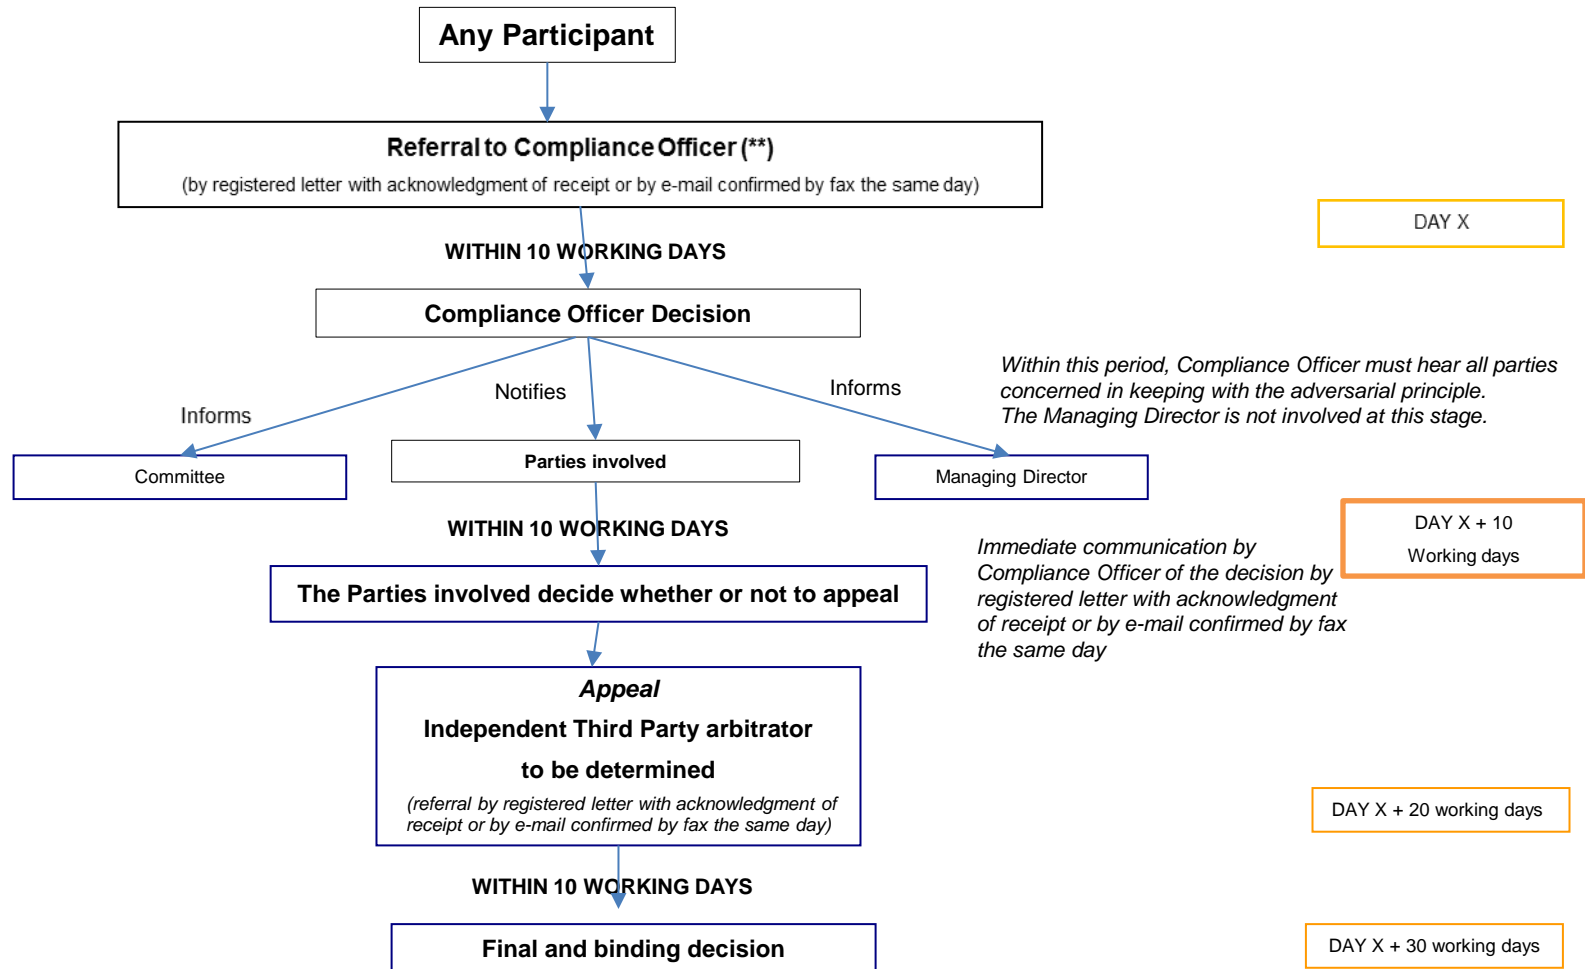 Any Participant
Referral to Compliance Officer (**)
(by registered letter with acknowledgment of receipt or by e-mail confirmed by fax the same day)
DAY X
WITHIN 10 WORKING DAYS
Compliance Officer Decision
Within this period, Compliance Officer must hear all parties
concerned in keeping with the adversarial principle.
The Managing Director is not involved at this stage.
Informs
Notifies
Informs
Committee
Parties involved
Managing Director
WITHIN 10 WORKING DAYS
DAY X + 10
Working days
Immediate communication by
Compliance Officer of the decision by
registered letter with acknowledgment
of receipt or by e-mail confirmed by fax
the same day
The Parties involved decide whether or not to appeal
Appeal
Independent Third Party arbitrator
to be determined
(referral by registered letter with acknowledgment of
receipt or by e-mail confirmed by fax the same day)
DAY X + 20 working days
WITHIN 10 WORKING DAYS
Final and binding decision
DAY X + 30 working days